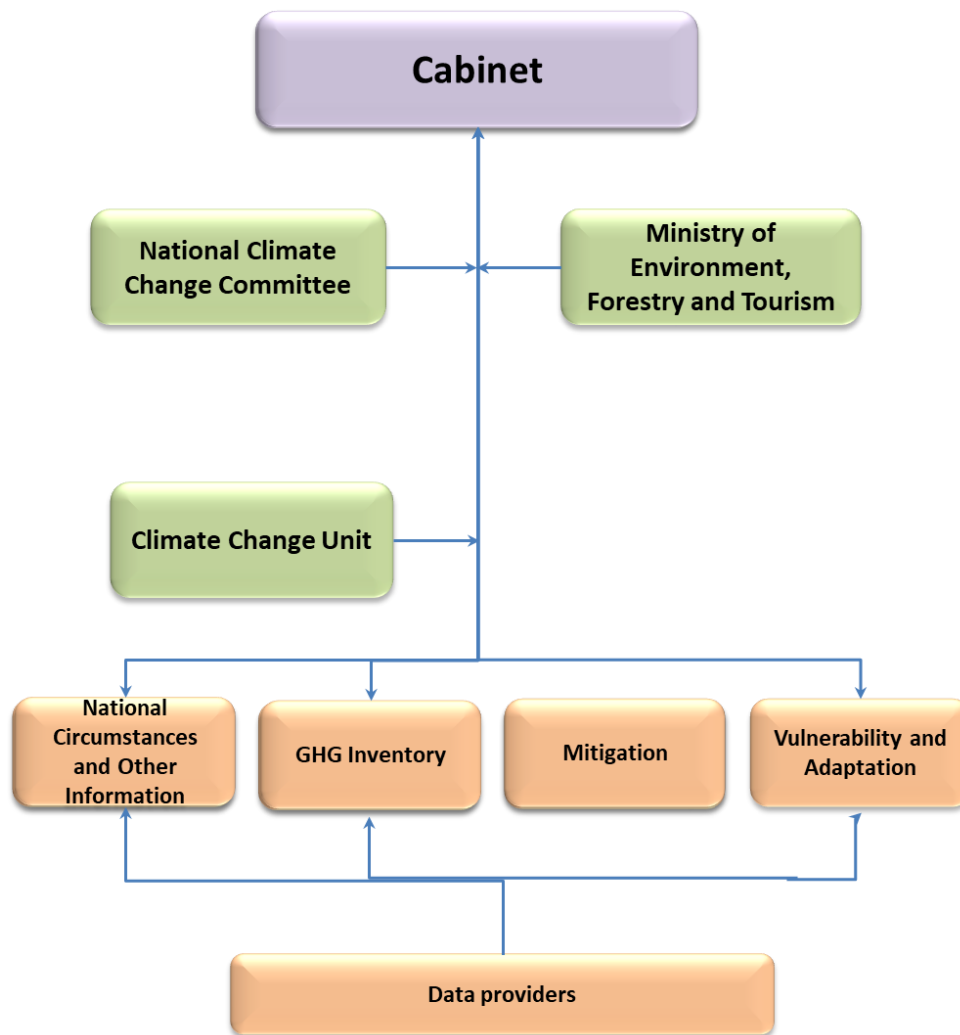 Cabinet
National Climate
Change Committee
Ministry of
Environment,
Forestry and Tourism
Climate Change Unit
National
Circumstances
and Other
Information
GHG Inventory
Mitigation
Vulnerability and
Adaptation
Data providers